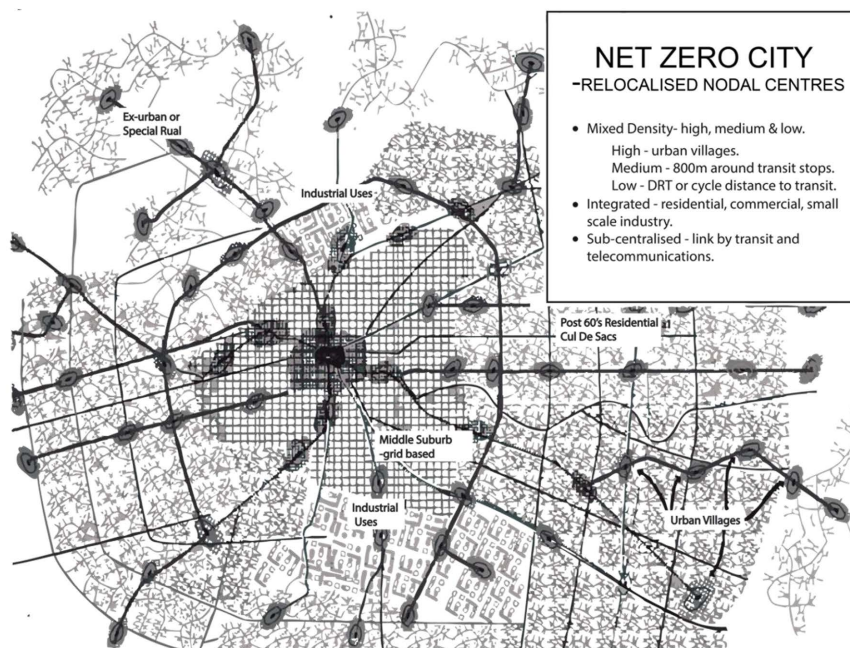 NET ZERO CITY
-RELOCALISED NODAL CENTRES
• Mixed Density- high, medium & low.
High - urban villages.
Medium - 800m around transit stops.
Low - DRT or cycle distance to transit.
• Integrated - residential, commercial, small
scale industry.
• Sub-centralised - link by transit and
telecommunications.
Ex-urban or
Special Rual
Industrial Uses
Post 60's Residential
Cul De Sacs
Middle Suburb
-grid based
Industrial
Uses
Urban Villages